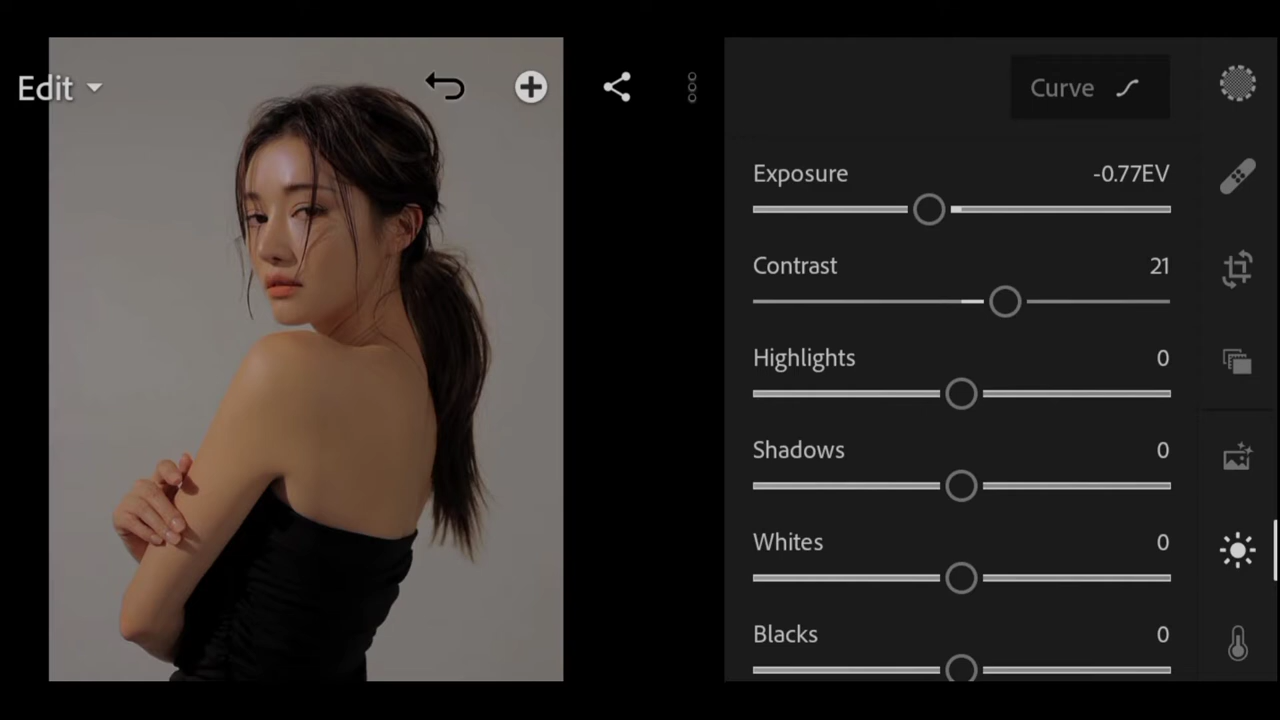 Edit
Curve
Exposure -0.77EV
Contrast 21
Highlights 0
Shadows 0
Whites 0
Blacks 0